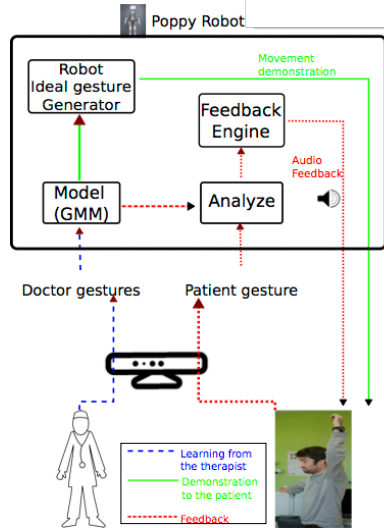 Poppy Robot
Robot
Ideal gesture
Generator
Movement
demonstration
Feedback
Engine
Audio
Feedback
Model
(GMM)
Analyze
Doctor gestures
Patient gesture
Learning from
the therapist
Demonstration
to the patient
Feedback